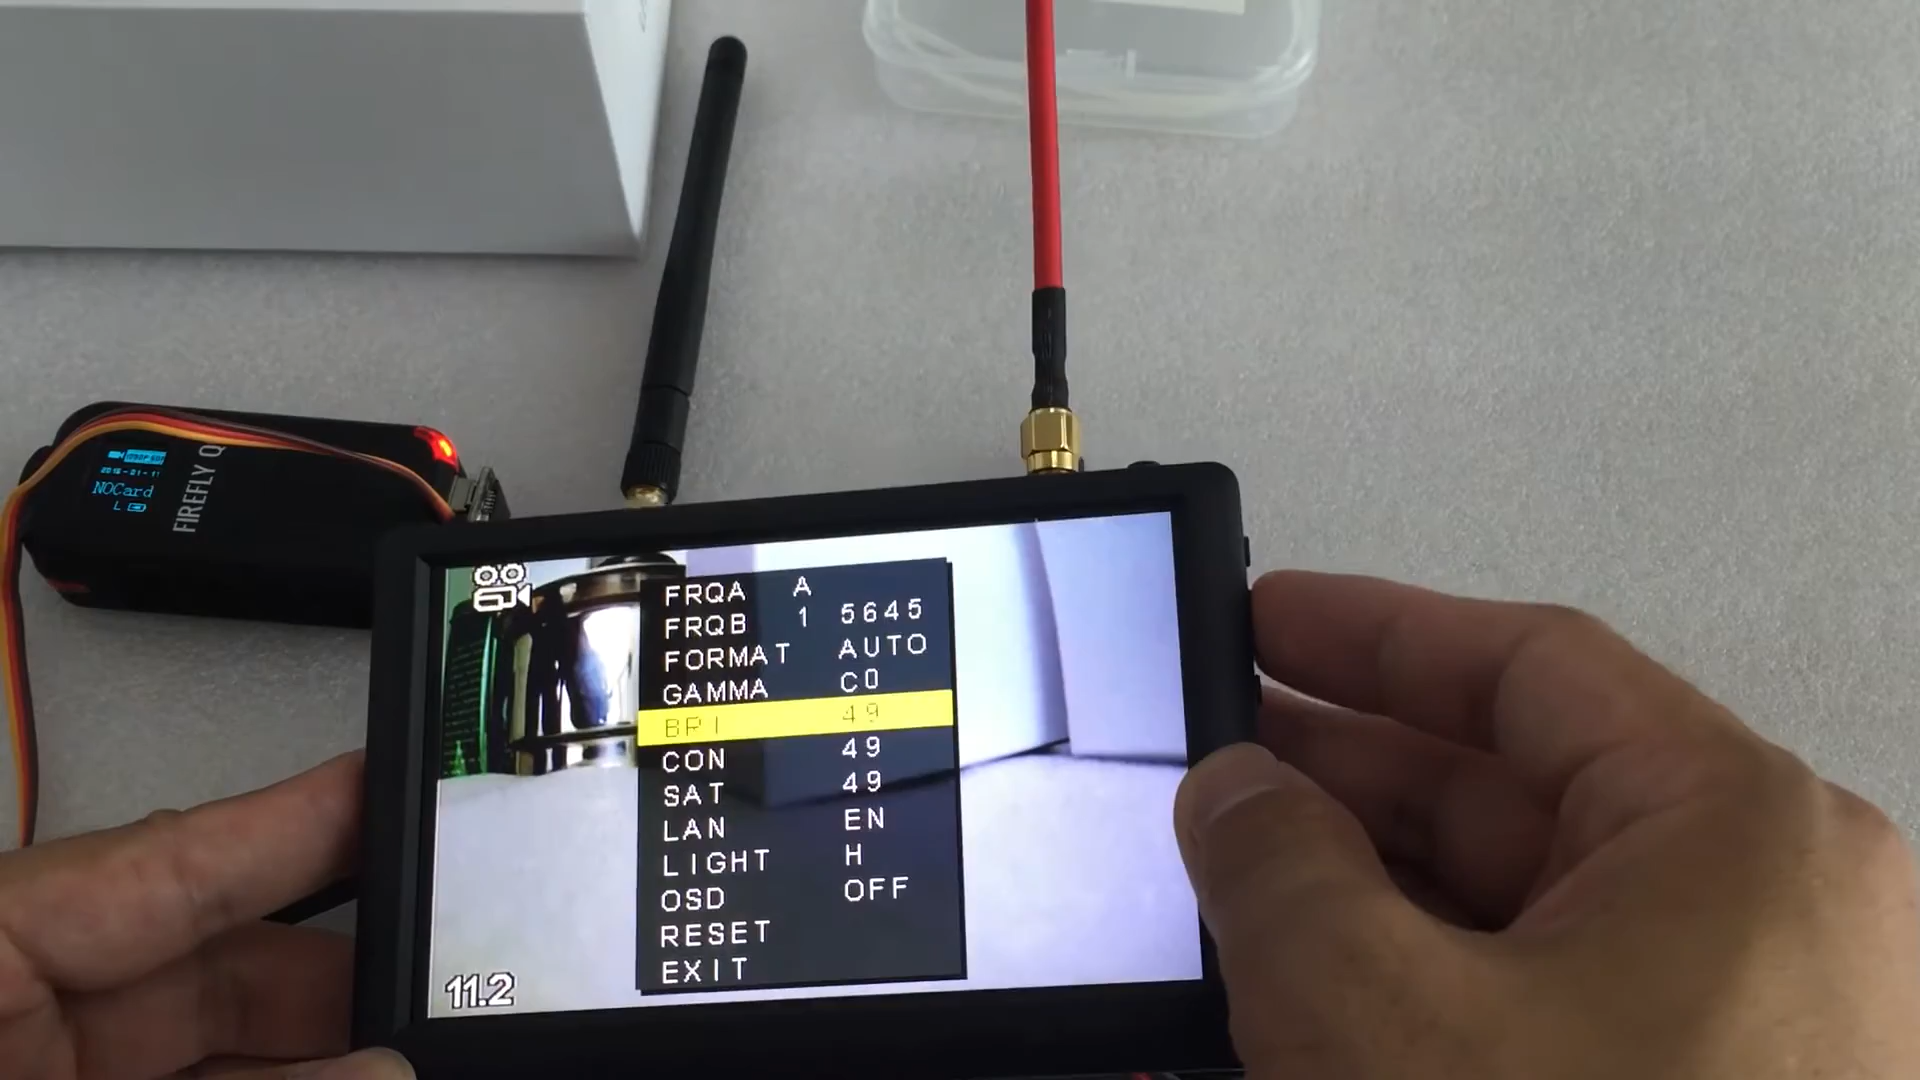 NOCard
L
FIREFLY Q
FRQA A
FRQB 1 5645
FORMAT AUTO
GAMMA C0
BRI 49
CON 49
SAT 49
LAN EN
LIGHT H
OSD OFF
RESET
EXIT
11.2